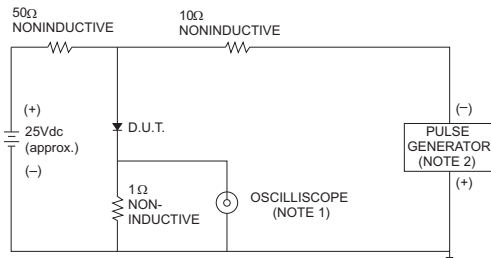 50Ω
NONINDUCTIVE
10Ω
NONINDUCTIVE
(+)
25Vdc
(approx.)
(–)
D.U.T.
1Ω
NON-
INDUCTIVE
OSCILLISCOPE
(NOTE 1)
(–)
PULSE
GENERATOR
(NOTE 2)
(+)